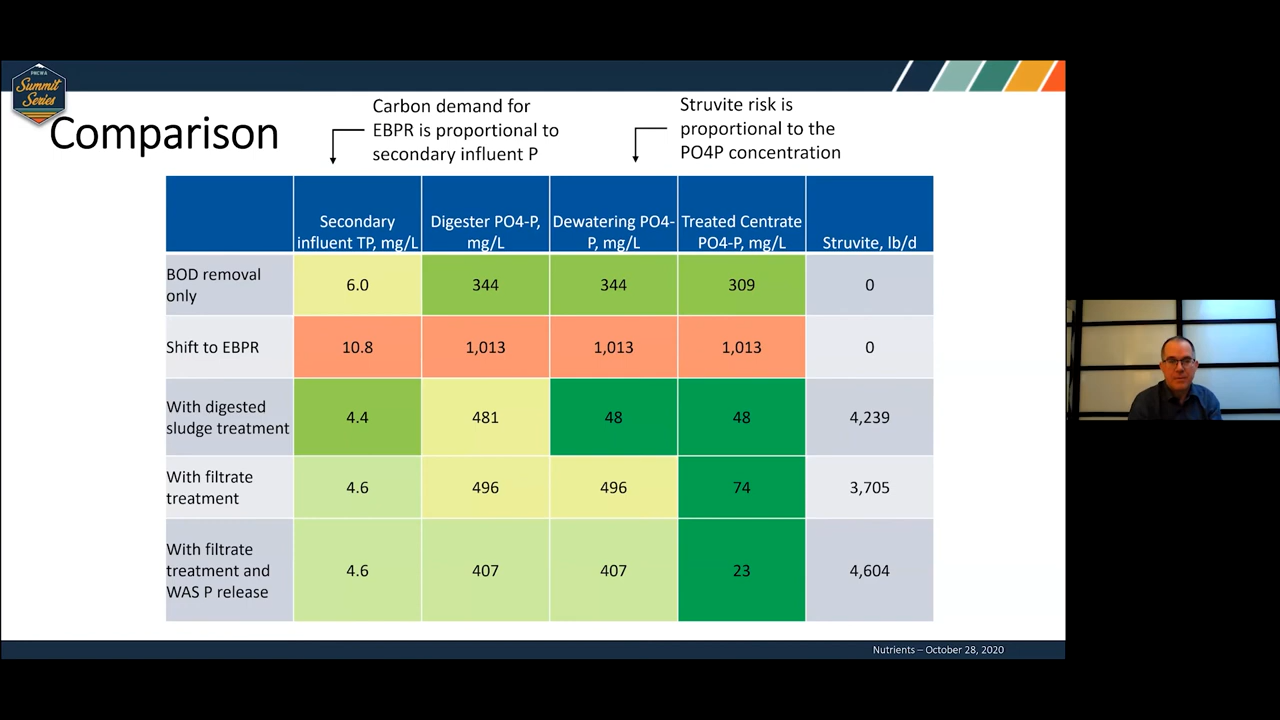 PNCWA
Summit
Series
Comparison
Carbon demand for
EBPR is proportional to
secondary influent P
Struvite risk is
proportional to the
PO4P concentration
Secondary
influent TP, mg/L
Digester PO4-P,
mg/L
Dewatering PO4-
P, mg/L
Treated Centrate
PO4-P, mg/L
Struvite, lb/d
BOD removal
only
6.0
344
344
309
0
Shift to EBPR
10.8
1,013
1,013
1,013
0
With digested
sludge treatment
4.4
481
48
48
4,239
With filtrate
treatment
4.6
496
496
74
3,705
With filtrate
treatment and
WAS P release
4.6
407
407
23
4,604
Nutrients – October 28, 2020